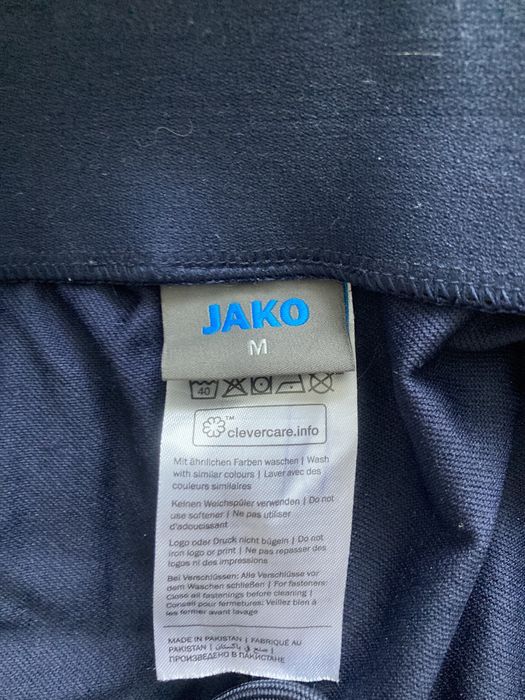 JAKO
M
40
™
clevercare.info
Mit ähnlichen Farben waschen | Wash
with similar colours | Laver avec des
couleurs similaires
Keinen Weichspüler verwenden | Do not
use softener | Ne pas utiliser
d'adoucissant
Logo oder Druck nicht bügeln | Do not
iron logo or print | Ne pas repasser des
logos ni des impressions
Bei Verschlüssen: Alle Verschlüsse vor
dem Waschen schließen | For fasteners:
Close all fastenings before cleaning |
Conseil pour fermetures: Veillez bien à
les fermer avant lavage
MADE IN PAKISTAN | FABRIQUÉ AU
PAKISTAN | صنع في باكستان |
ПРОИЗВЕДЕНО В ПАКИСТАНЕ